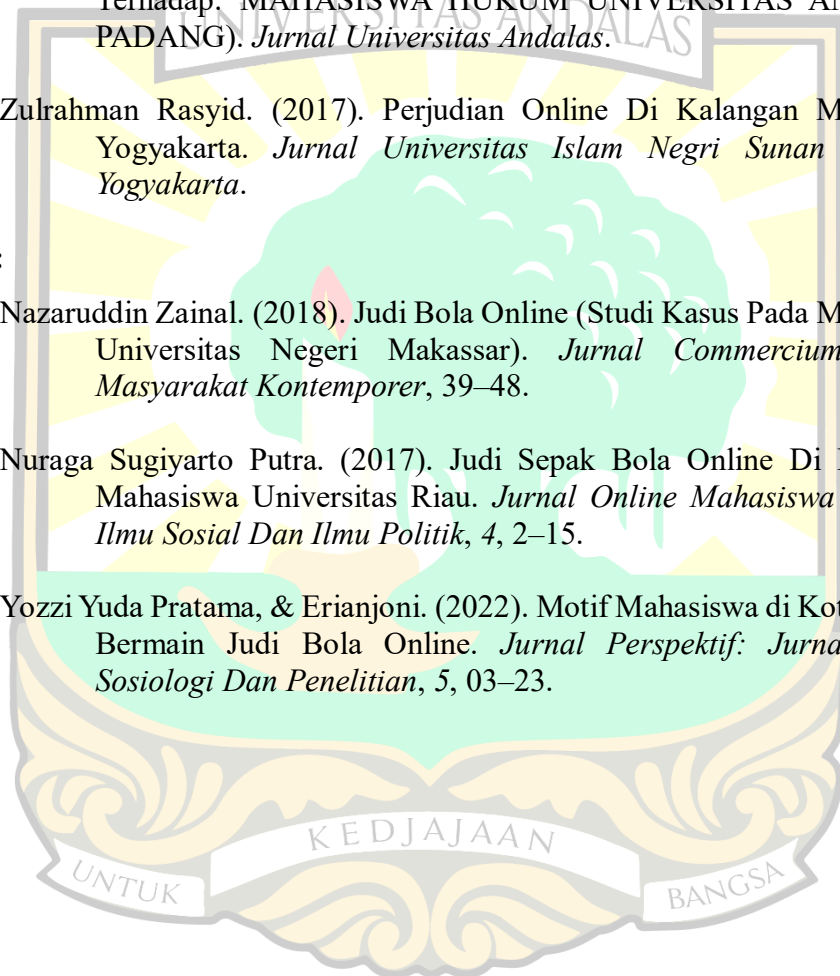 UNIVERSITAS ANDALAS
Terhadap. MAHASISWA HUKUM UNIVERSITAS
PADANG). Jurnal Universitas Andalas.
Zulrahman Rasyid. (2017). Perjudian Online Di Kalangan
Yogyakarta. Jurnal Universitas Islam Negri Sunan
Yogyakarta.
:
Nazaruddin Zainal. (2018). Judi Bola Online (Studi Kasus Pada
Universitas Negeri Makassar). Jurnal Commercium
Masyarakat Kontemporer, 39–48.
Nuraga Sugiyarto Putra. (2017). Judi Sepak Bola Online Di
Mahasiswa Universitas Riau. Jurnal Online Mahasiswa
Ilmu Sosial Dan Ilmu Politik, 4, 2–15.
Yozzi Yuda Pratama, & Erianjoni. (2022). Motif Mahasiswa di
Bermain Judi Bola Online. Jurnal Perspektif:
Sosiologi Dan Penelitian, 5, 03–23.
KEDJAJAAN
UNTUK
BANGSA